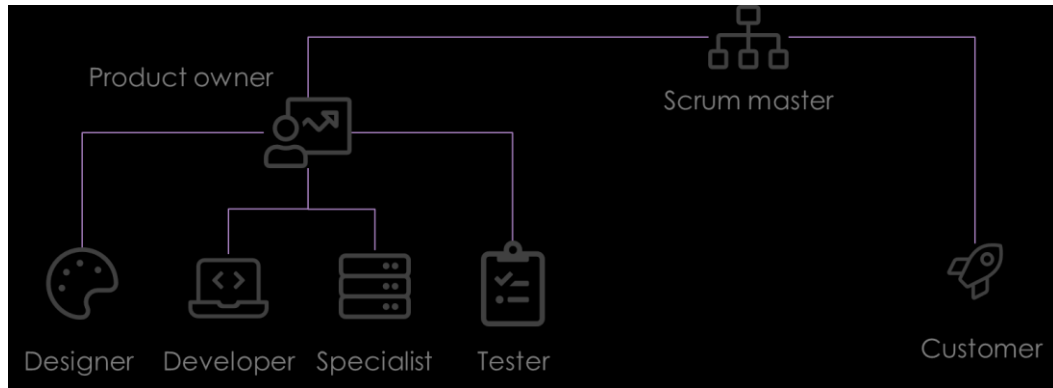 Product owner
Scrum master
Designer
Developer
Specialist
Tester
Customer